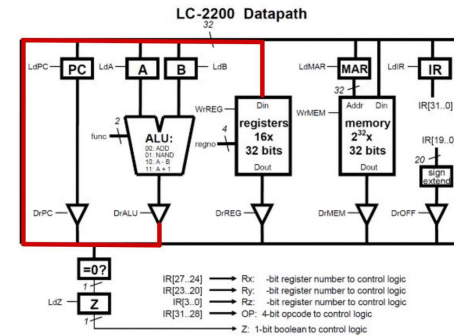 LC-2200 Datapath
32
LdPC PC LdA A B LdB LdMAR MAR LdIR IR
32
IR[31..0]
WrREG Din WrMEM Addr Din
2 func
ALU:
00: ADD
01: NAND
10: A - B
11: A + 1
4 regno
registers
16x
32 bits
Dout
memory
2³²x
32 bits
Dout
IR[19..0]
20
sign
extend
DrPC DrALU DrREG DrMEM DrOFF
=0?
1
LdZ Z
1
IR[27..24] Rx: -bit register number to control logic
IR[23..20] Ry: -bit register number to control logic
IR[3..0] Rz: -bit register number to control logic
IR[31..28] OP: 4-bit opcode to control logic
Z: 1-bit boolean to control logic